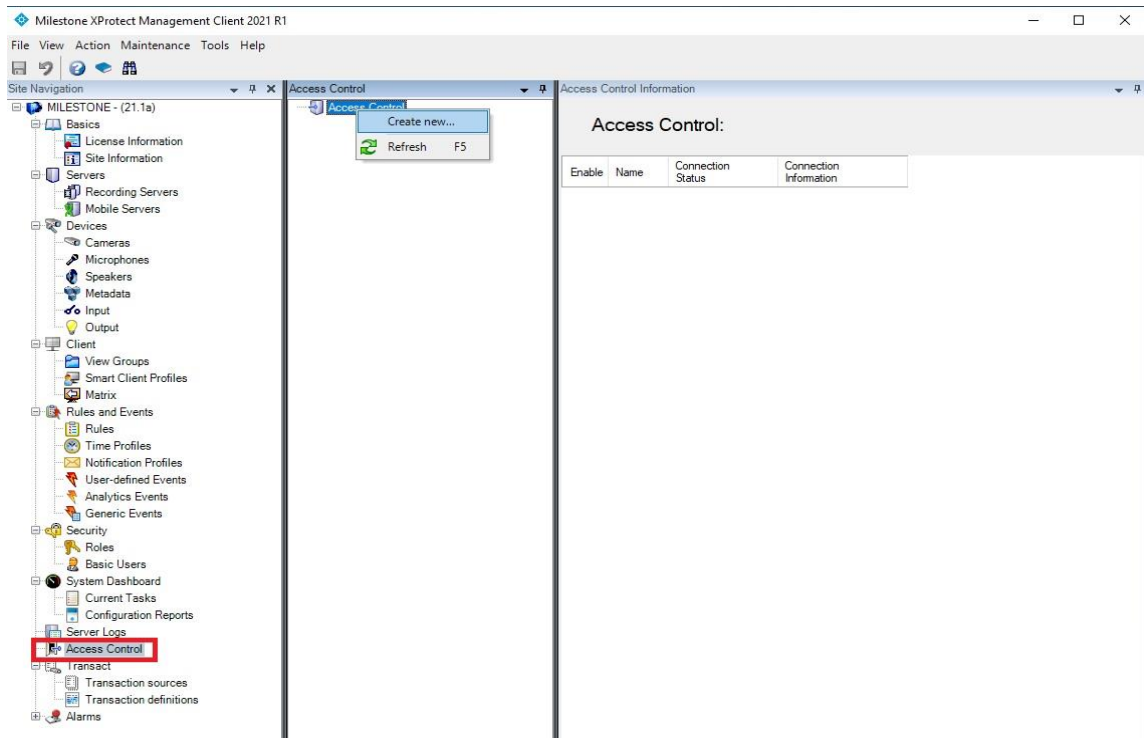 Milestone XProtect Management Client 2021 R1
File View Action Maintenance Tools Help
Site Navigation
MILESTONE - (21.1a)
Basics
License Information
Site Information
Servers
Recording Servers
Mobile Servers
Devices
Cameras
Microphones
Speakers
Metadata
Input
Output
Client
View Groups
Smart Client Profiles
Matrix
Rules and Events
Rules
Time Profiles
Notification Profiles
User-defined Events
Analytics Events
Generic Events
Security
Roles
Basic Users
System Dashboard
Current Tasks
Configuration Reports
Server Logs
Access Control
Transact
Transaction sources
Transaction definitions
Alarms
Access Control
Access Control
Create new...
Refresh F5
Access Control Information
Access Control:
Enable Name Connection Status Connection Information